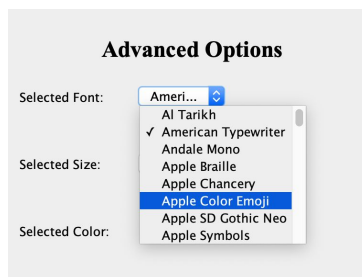 Advanced Options
Selected Font: Ameri...
Al Tarikh
✓ American Typewriter
Andale Mono
Apple Braille
Selected Size:
Apple Chancery
Apple Color Emoji
Apple SD Gothic Neo
Selected Color:
Apple Symbols